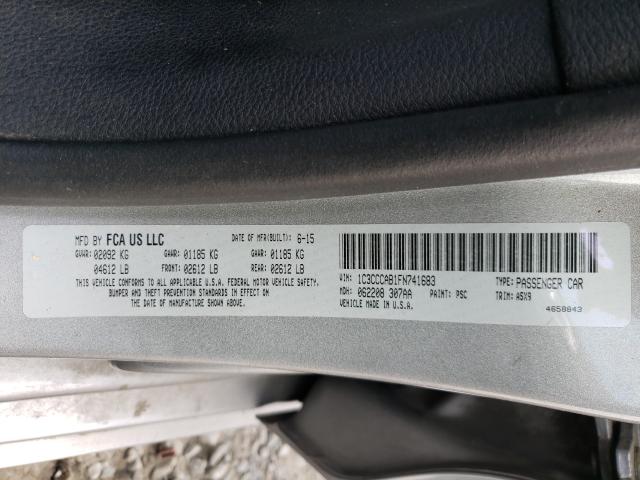 MFD BY FCA US LLC DATE OF MFR(BUILT): 6-15
GVWR: 02092 KG GAWR: 01185 KG GAWR: 01185 KG
04612 LB FRONT: 02612 LB REAR: 02612 LB
THIS VEHICLE CONFORMS TO ALL APPLICABLE U.S.A. FEDERAL MOTOR VEHICLE SAFETY,
BUMPER AND THEFT PREVENTION STANDARDS IN EFFECT ON
THE DATE OF MANUFACTURE SHOWN ABOVE.
VIN: 1C3CCCAB1FN741683 TYPE: PASSENGER CAR
MDH: 062208 307AA PAINT: PSC TRIM: A5X9
VEHICLE MADE IN U.S.A. 4658843